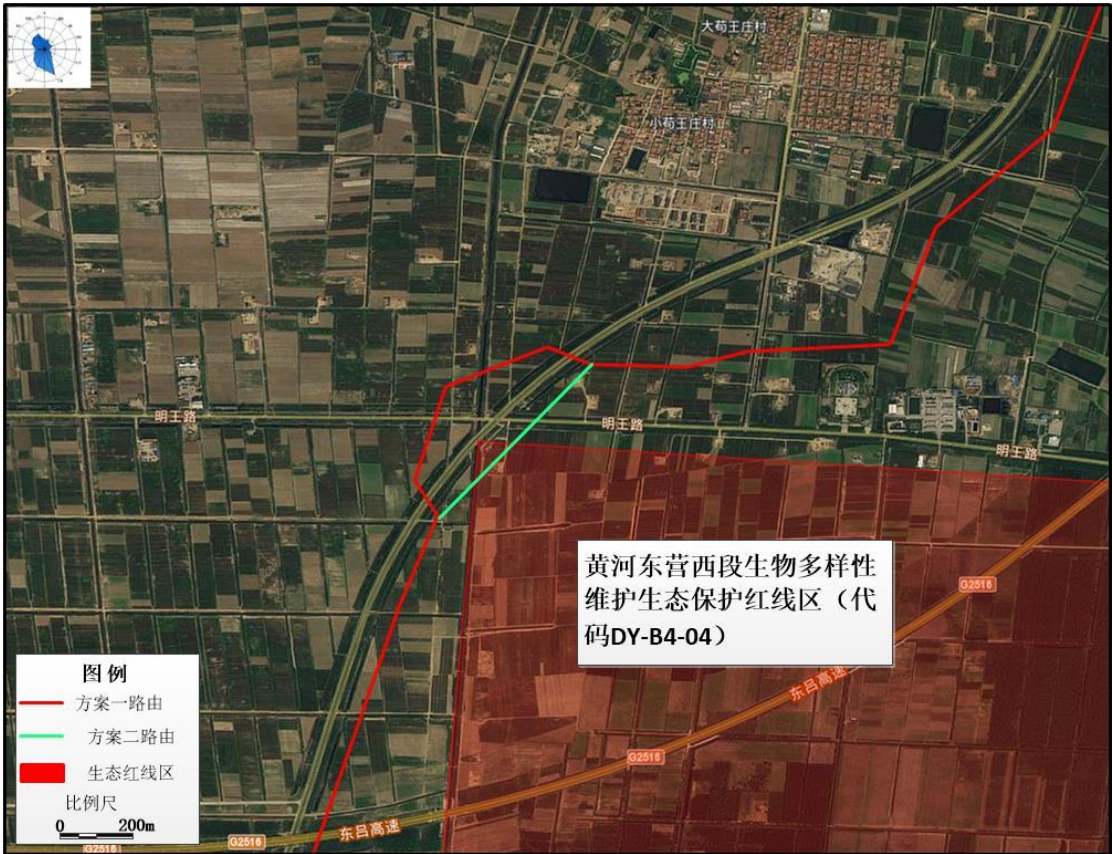 大荀王庄村
小荀王庄村
明王路
明王路
明王路
黄河东营西段生物多样性
维护生态保护红线区（代
码DY-B4-04）
G2516
东吕高速
G2516
东吕高速
G2516
图例
方案一路由
方案二路由
生态红线区
比例尺
0 200m